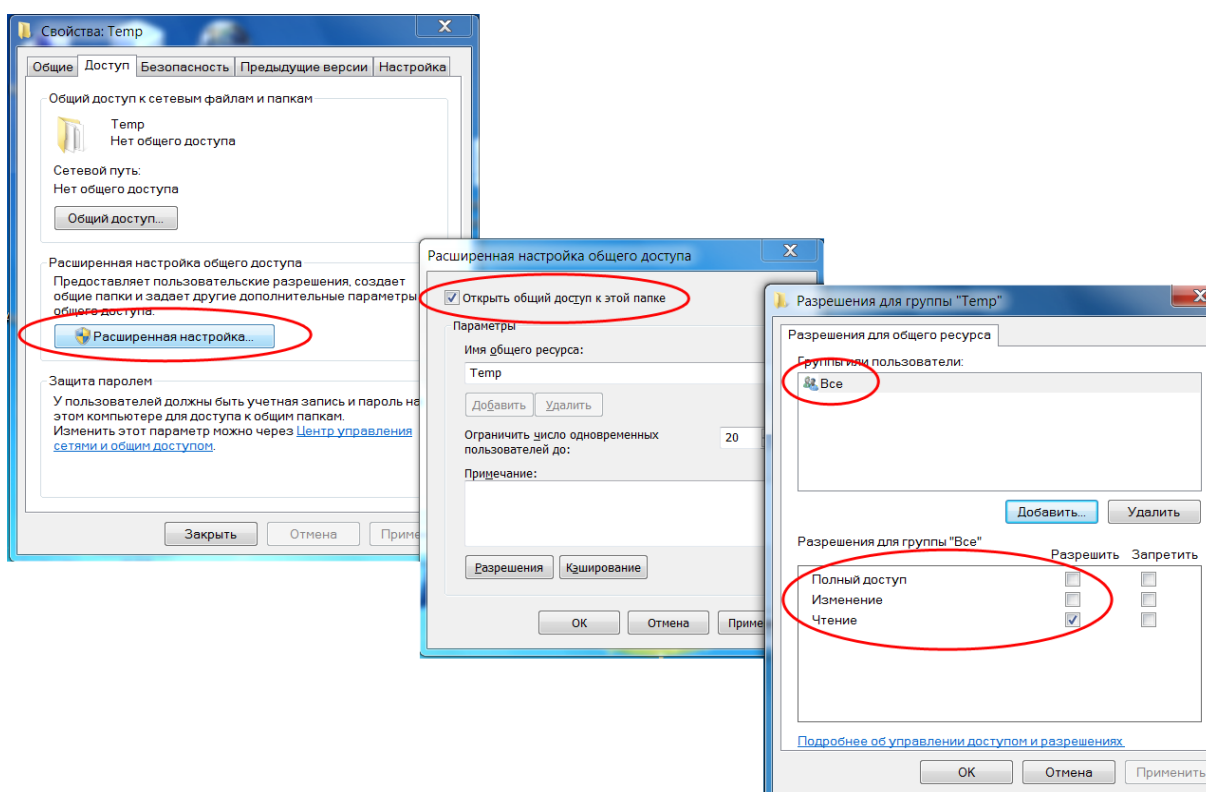 Свойства: Temp
Общие Доступ Безопасность Предыдущие версии Настройка
Общий доступ к сетевым файлам и папкам
Temp
Нет общего доступа
Сетевой путь:
Нет общего доступа
Общий доступ...
Расширенная настройка общего доступа
Предоставляет пользовательские разрешения, создает
общие папки и задает другие дополнительные параметры
общего доступа.
Расширенная настройка...
Защита паролем
У пользователей должны быть учетная запись и пароль на
этом компьютере для доступа к общим папкам.
Изменить этот параметр можно через Центр управления
сетями и общим доступом.
Закрыть Отмена Приме
Расширенная настройка общего доступа
Открыть общий доступ к этой папке
Параметры
Имя общего ресурса:
Temp
Добавить Удалить
Ограничить число одновременных
пользователей до:
20
Примечание:
Разрешения Кэширование
ОК Отмена Приме
Разрешения для группы "Temp"
Разрешения для общего ресурса
Группы или пользователи:
Все
Добавить... Удалить
Разрешения для группы "Все"
Разрешить Запретить
Полный доступ
Изменение
Чтение
Подробнее об управлении доступом и разрешениях
ОК Отмена Применить